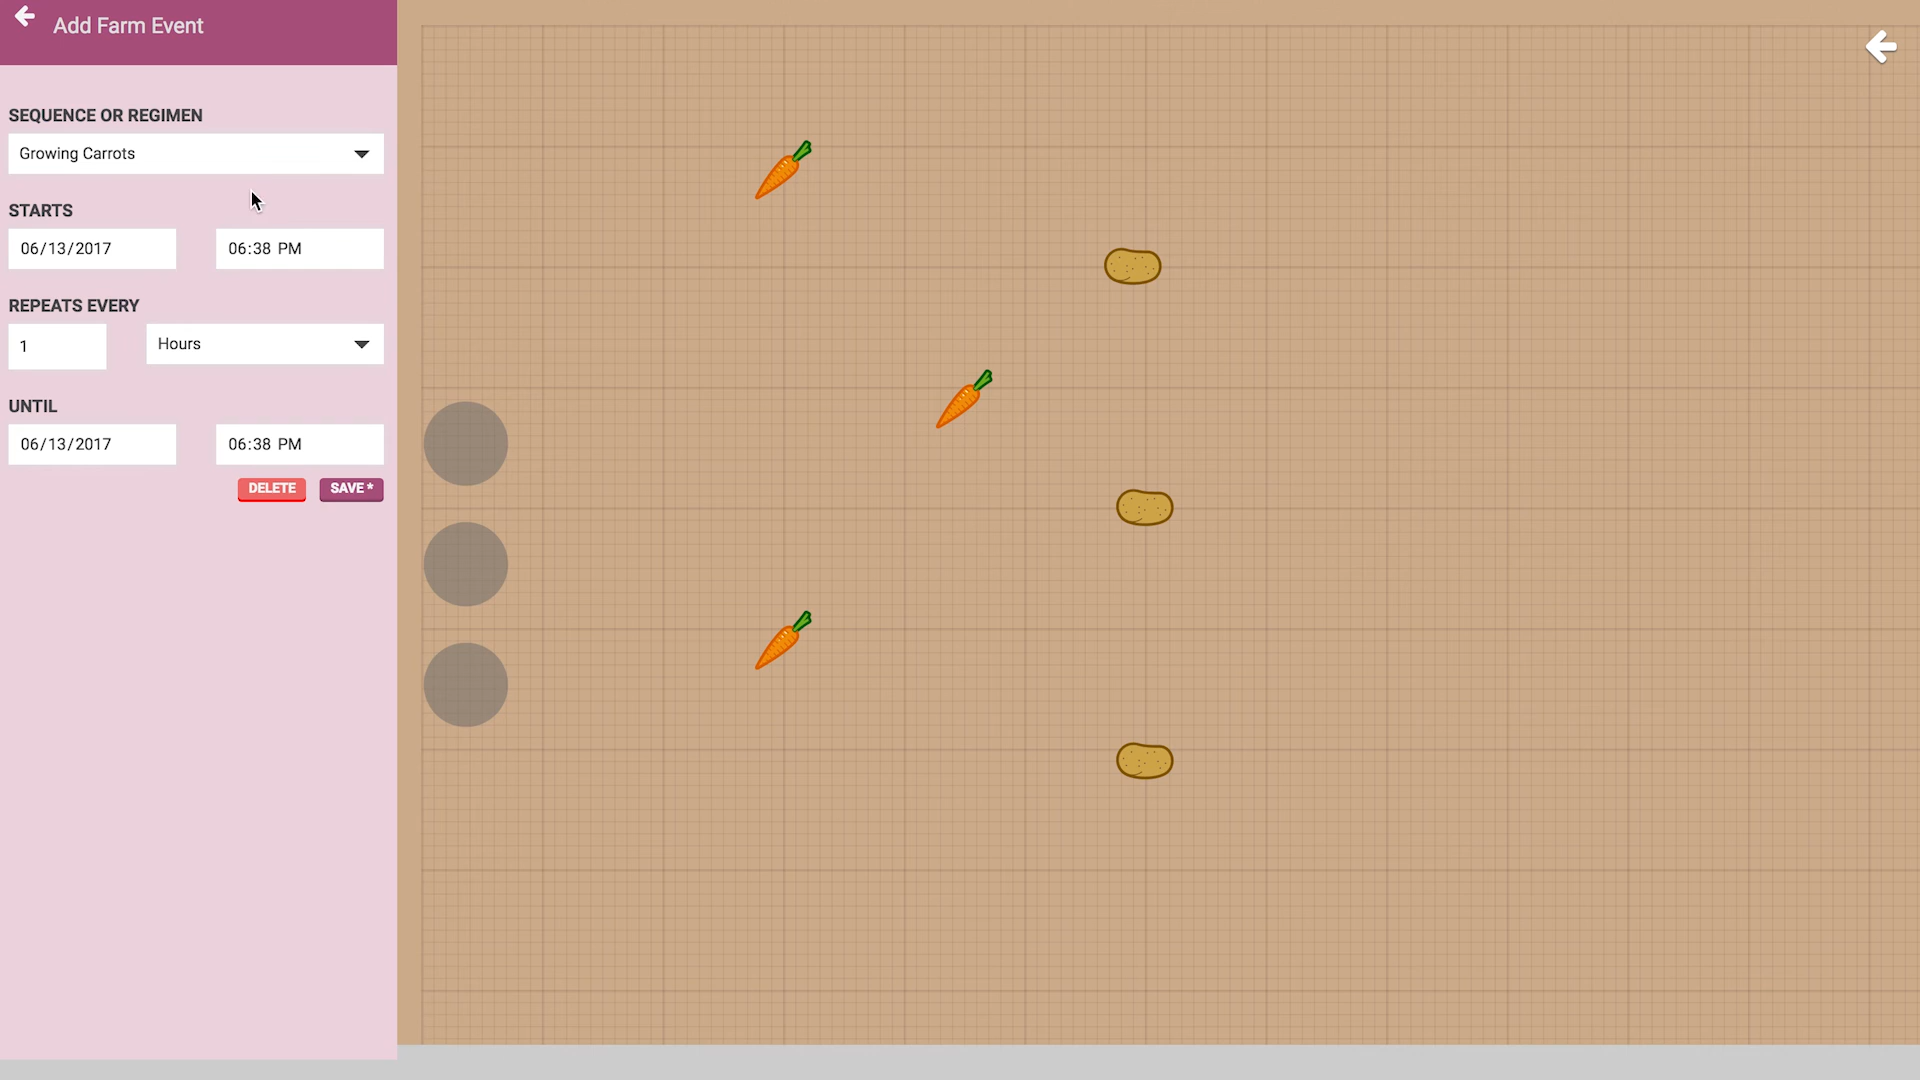 Add Farm Event
SEQUENCE OR REGIMEN
Growing Carrots
STARTS
06/13/2017 06:38 PM
REPEATS EVERY
1 Hours
UNTIL
06/13/2017 06:38 PM
DELETE SAVE *